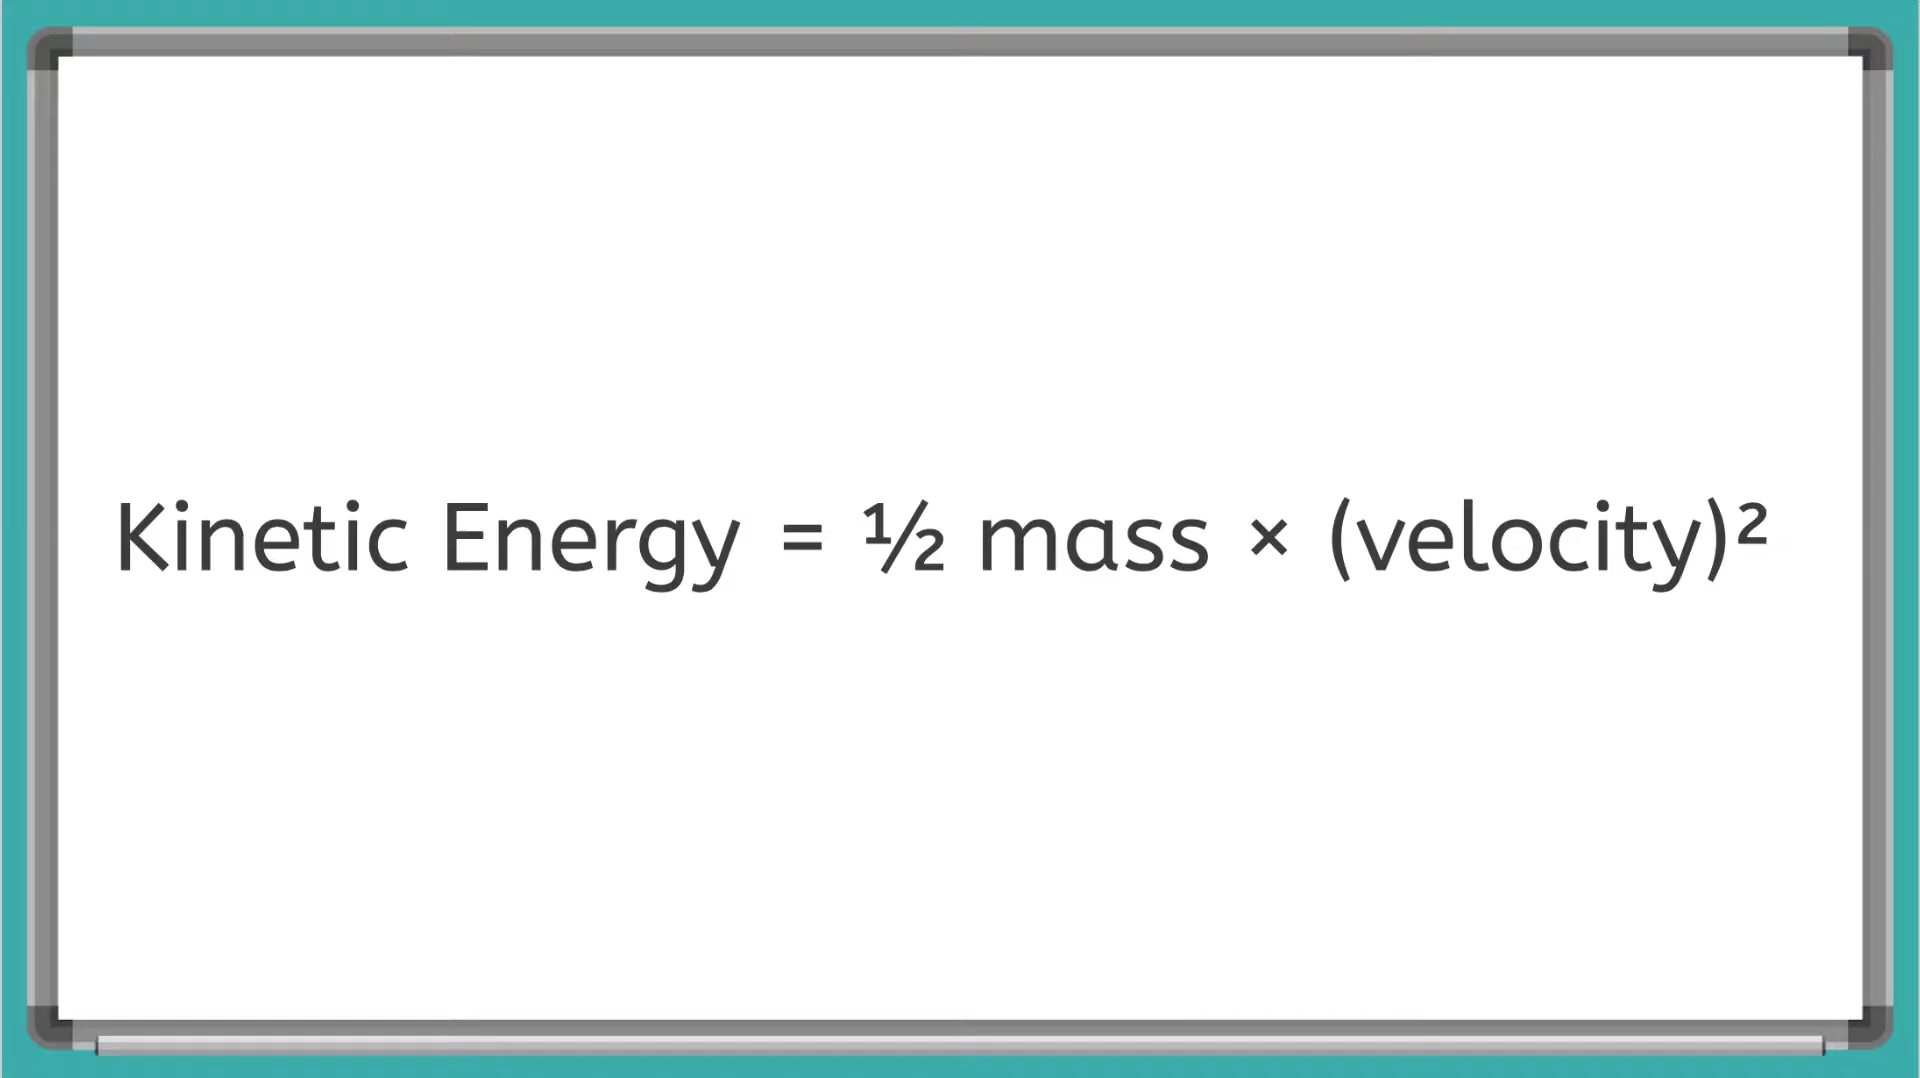 Kinetic Energy = ½ mass × (velocity)²